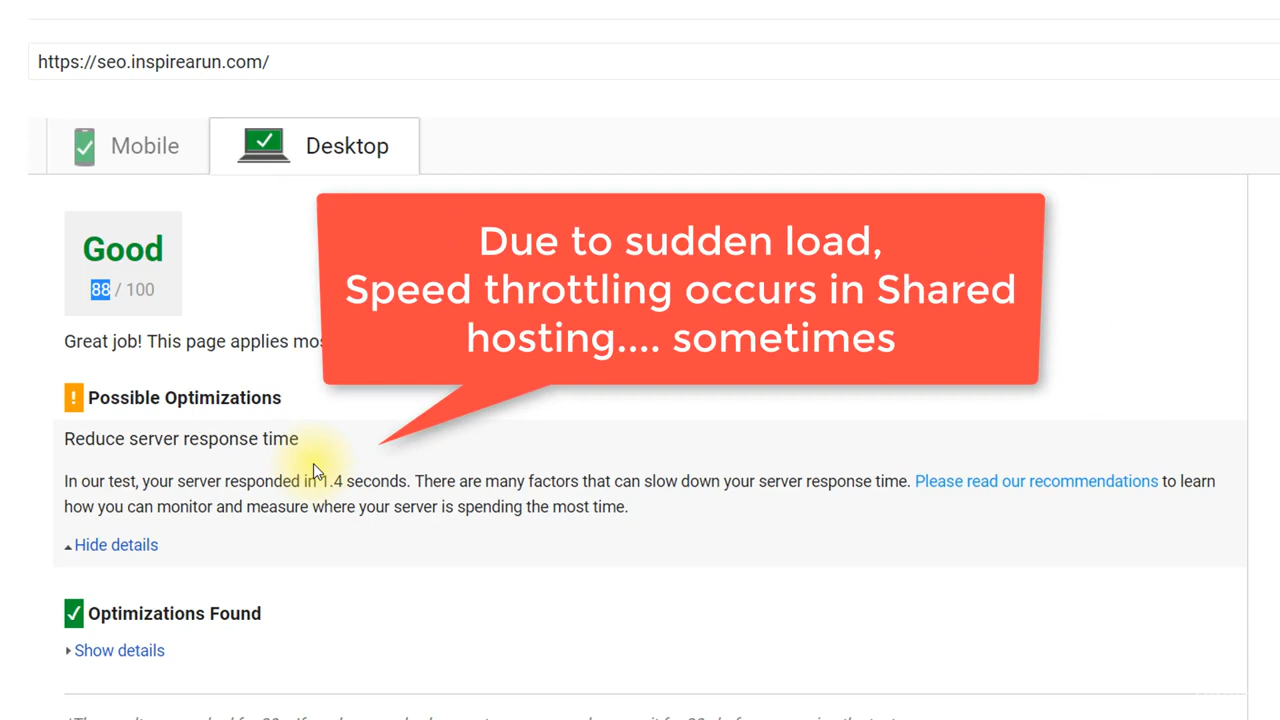 https://seo.inspirearun.com/
Mobile
Desktop
Good
88 / 100
Due to sudden load,
Speed throttling occurs in Shared
hosting.... sometimes
Great job! This page applies
! Possible Optimizations
Reduce server response time
In our test, your server responded in 1.4 seconds. There are many factors that can slow down your server response time. Please read our recommendations to learn
how you can monitor and measure where your server is spending the most time.
Hide details
Optimizations Found
Show details